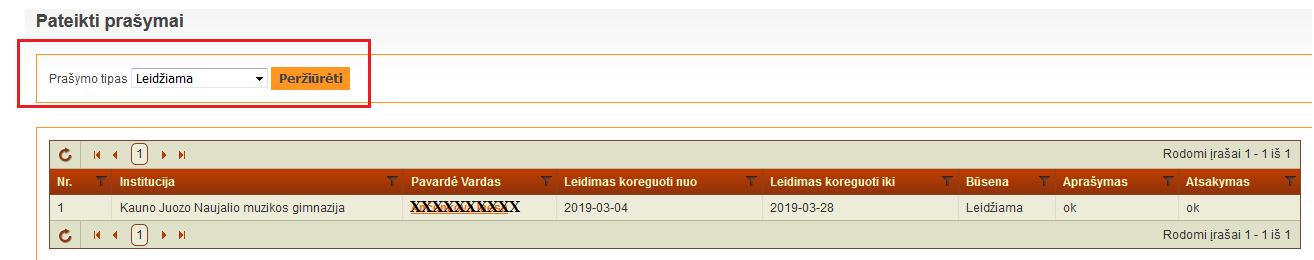 Pateikti prašymai
Prašymo tipas Leidžiama Peržiūrėti
1 Rodomi įrašai 1 - 1 iš 1
Nr. Institucija Pavardė Vardas Leidimas koreguoti nuo Leidimas koreguoti iki Būsena Aprašymas Atsakymas
1 Kauno Juozo Naujalio muzikos gimnazija XXXXXXXXXX 2019-03-04 2019-03-28 Leidžiama ok ok
1 Rodomi įrašai 1 - 1 iš 1